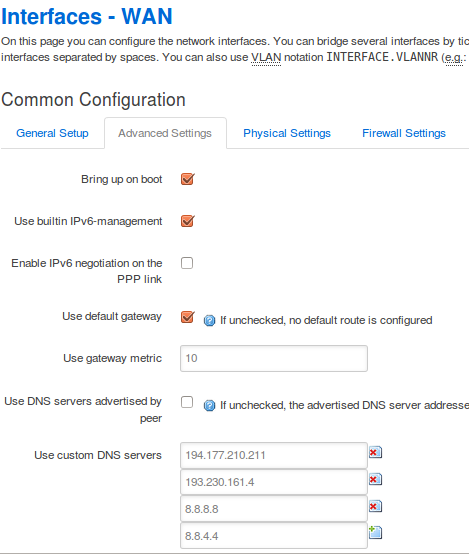 Interfaces - WAN
On this page you can configure the network interfaces. You can bridge several interfaces by tic
interfaces separated by spaces. You can also use VLAN notation INTERFACE.VLANNR (e.g.:
Common Configuration
General Setup Advanced Settings Physical Settings Firewall Settings
Bring up on boot
Use builtin IPv6-management
Enable IPv6 negotiation on the
PPP link
Use default gateway If unchecked, no default route is configured
Use gateway metric 10
Use DNS servers advertised by If unchecked, the advertised DNS server addresse
peer
Use custom DNS servers 194.177.210.211
193.230.161.4
8.8.8.8
8.8.4.4